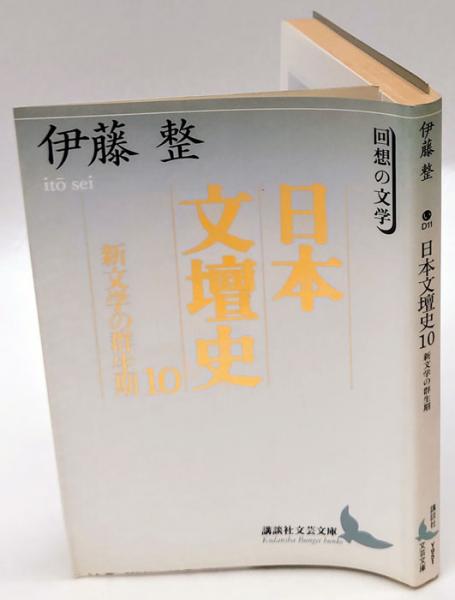 伊藤 整
itō sei
回想の文学
日本
文壇史
10
新文学の群生期
講談社文芸文庫
Kodansha Bungei bunko
伊藤 整
い
D11
日本文壇史10
新文学の群生期
講談社
文芸文庫